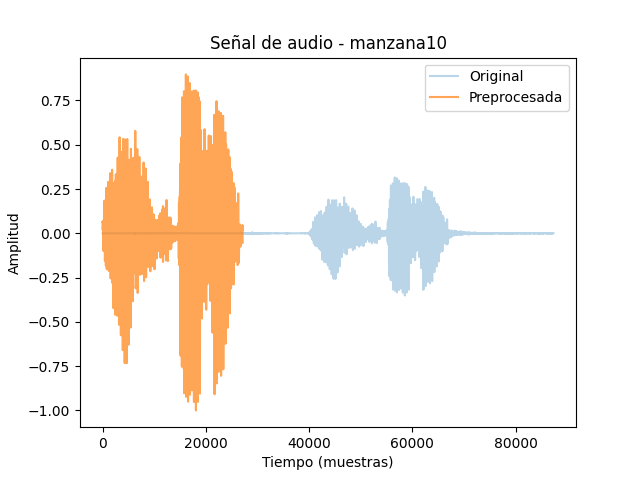 Señal de audio - manzana10
Original
Preprocesada
Amplitud
0.75
0.50
0.25
0.00
−0.25
−0.50
−0.75
−1.00
0 20000 40000 60000 80000
Tiempo (muestras)